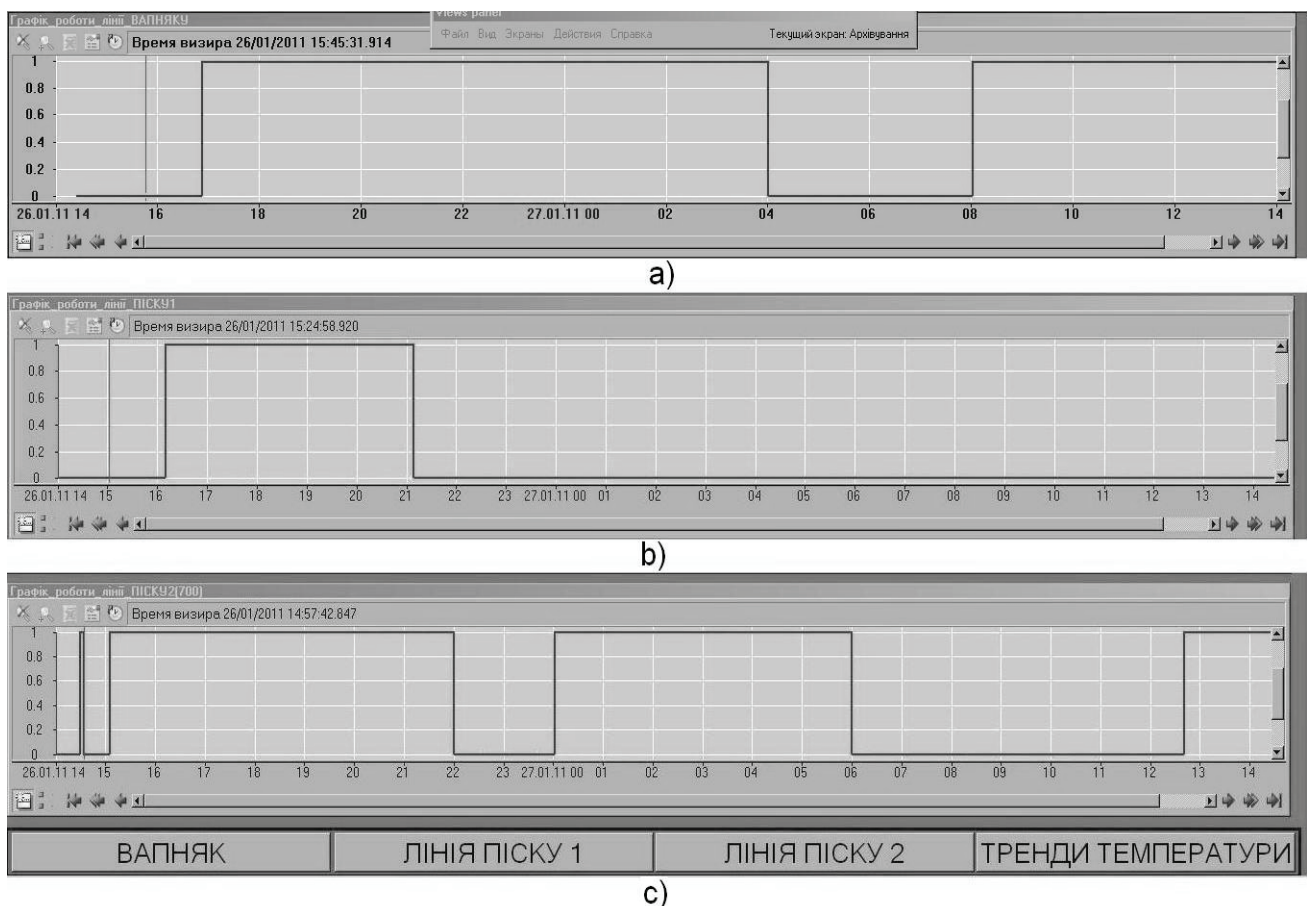 Графік_роботи_лінії_ВАПНЯКУ
Views panel
Файл Вид Экраны Действия Справка
Текущий экран: Архівування
Время визира 26/01/2011 15:45:31.914
1
0.8
0.6
0.4
0.2
0
26.01.11 14 16 18 20 22 27.01.11 00 02 04 06 08 10 12 14
a)
Графік_роботи_лінії_ПІСКУ1
Время визира 26/01/2011 15:24:58.920
1
0.8
0.6
0.4
0.2
0
26.01.11 14 15 16 17 18 19 20 21 22 23 27.01.11 00 01 02 03 04 05 06 07 08 09 10 11 12 13 14
b)
Графік_роботи_лінії_ПІСКУ2(700)
Время визира 26/01/2011 14:57:42.847
1
0.8
0.6
0.4
0.2
0
26.01.11 14 15 16 17 18 19 20 21 22 23 27.01.11 00 01 02 03 04 05 06 07 08 09 10 11 12 13 14
ВАПНЯК ЛІНІЯ ПІСКУ 1 ЛІНІЯ ПІСКУ 2 ТРЕНДИ ТЕМПЕРАТУРИ
c)